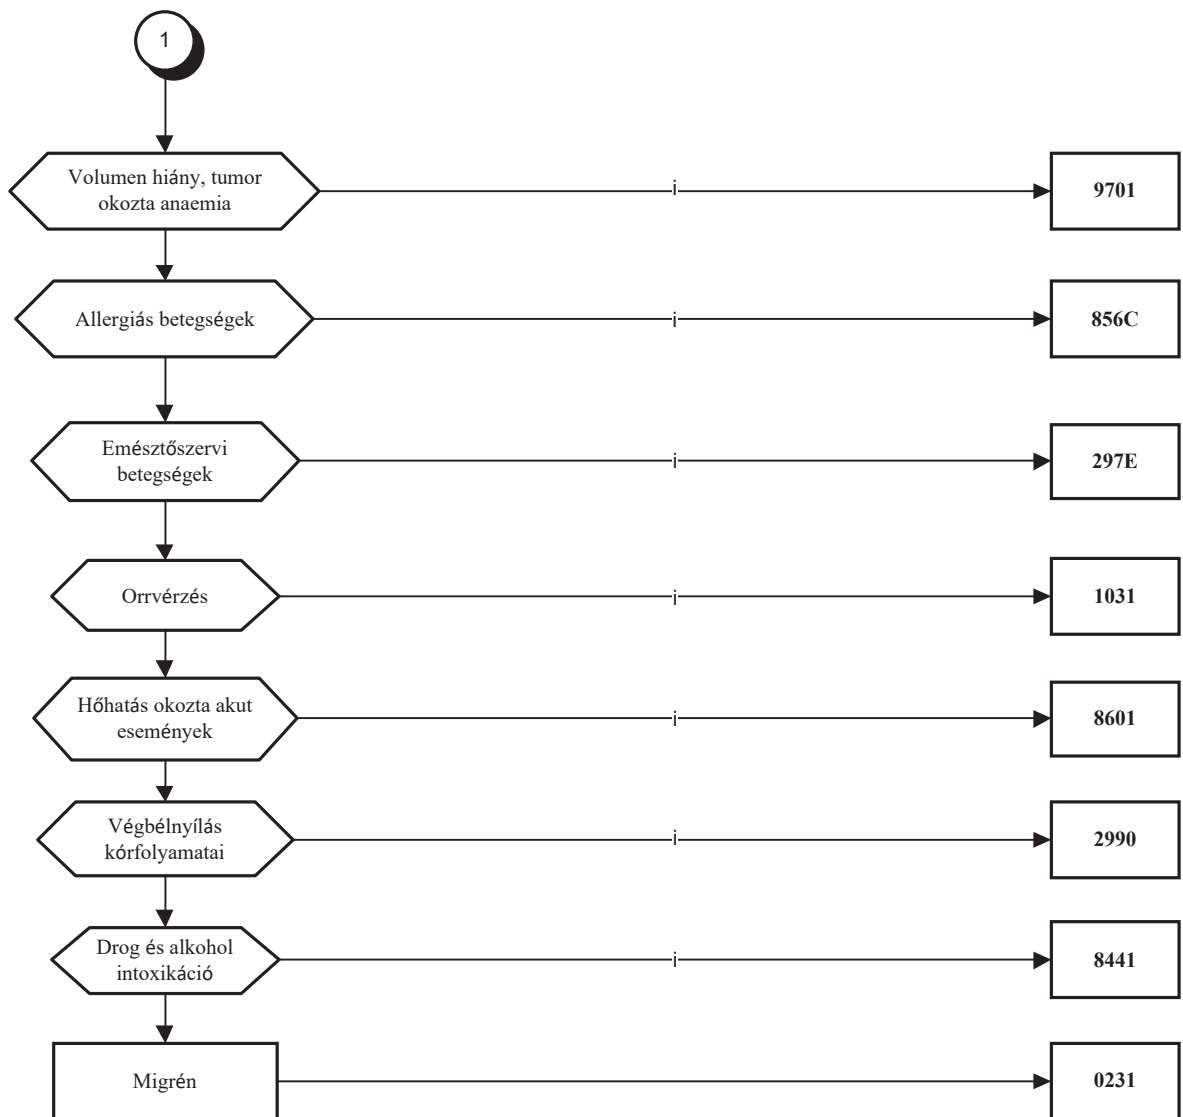 1
Volumen hiány, tumor
okozta anaemia
i
9701
Allergiás betegségek
i
856C
Emésztőszervi
betegségek
i
297E
Orrvérzés
i
1031
Hőhatás okozta akut
események
i
8601
Végbélnyílás
kórfolyamatai
i
2990
Drog és alkohol
intoxikáció
i
8441
Migrén
0231